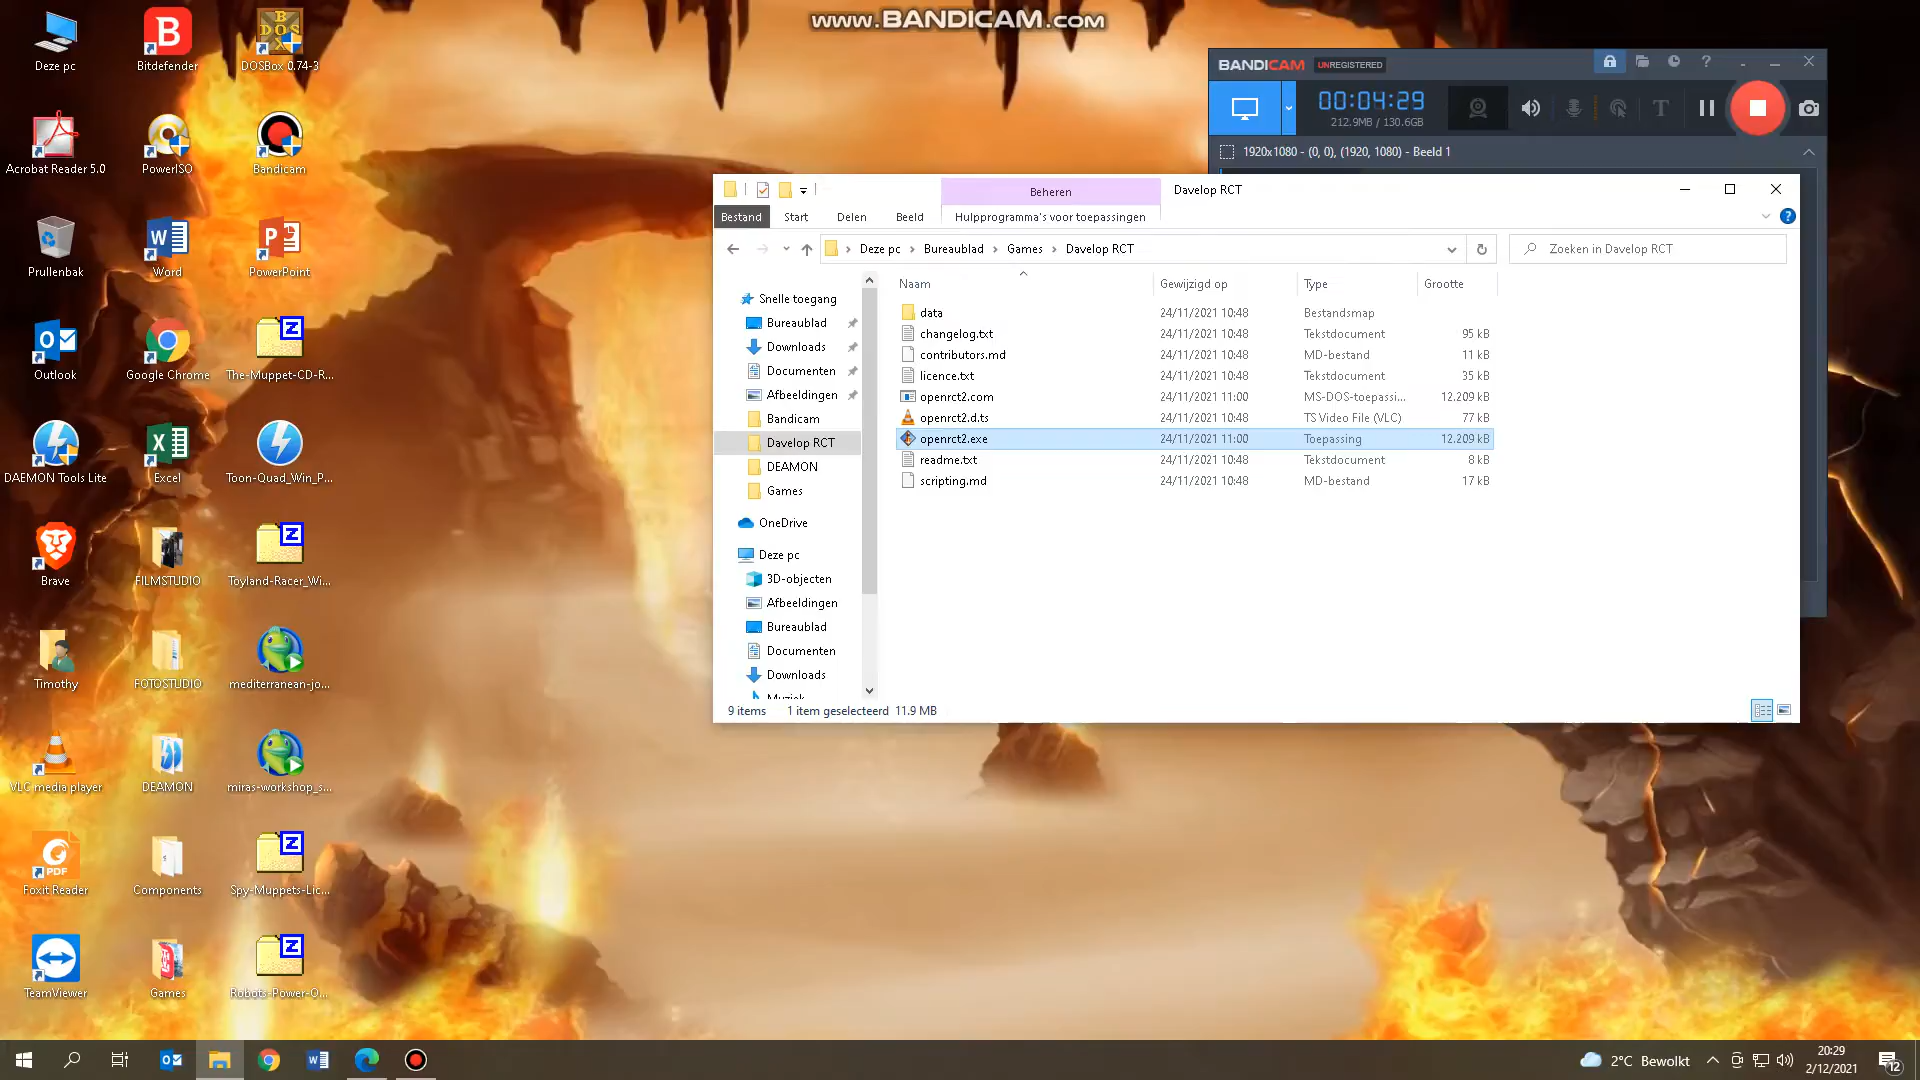 www.BANDICAM.com
Deze pc
Bitdefender
DOSBox 0.74-3
Acrobat Reader 5.0
PowerISO
Bandicam
Prullenbak
Word
PowerPoint
Outlook
Google Chrome
The-Muppet-CD-R...
DAEMON Tools Lite
Excel
Toon-Quad_Win_P...
Brave
FILMSTUDIO
Toyland-Racer_Wi...
Timothy
FOTOSTUDIO
mediterranean-jo...
VLC media player
DEAMON
miras-workshop_s...
Foxit Reader
Components
Spy-Muppets-Lic...
TeamViewer
Games
Robots-Power-O...
BANDICAM UNREGISTERED
00:04:29
212.9MB / 130.6GB
1920x1080 - (0, 0), (1920, 1080) - Beeld 1
Beheren
Davelop RCT
Bestand
Start
Delen
Beeld
Hulpprogramma's voor toepassingen
Deze pc > Bureaublad > Games > Davelop RCT
Zoeken in Davelop RCT
Snelle toegang
Bureaublad
Downloads
Documenten
Afbeeldingen
Bandicam
Davelop RCT
DEAMON
Games
OneDrive
Deze pc
3D-objecten
Afbeeldingen
Bureaublad
Documenten
Downloads
Muziek
Naam Gewijzigd op Type Grootte
data 24/11/2021 10:48 Bestandsmap
changelog.txt 24/11/2021 10:48 Tekstdocument 95 kB
contributors.md 24/11/2021 10:48 MD-bestand 11 kB
licence.txt 24/11/2021 10:48 Tekstdocument 35 kB
openrct2.com 24/11/2021 11:00 MS-DOS-toepassi... 12.209 kB
openrct2.d.ts 24/11/2021 10:48 TS Video File (VLC) 77 kB
openrct2.exe 24/11/2021 11:00 Toepassing 12.209 kB
readme.txt 24/11/2021 10:48 Tekstdocument 8 kB
scripting.md 24/11/2021 10:48 MD-bestand 17 kB
9 items 1 item geselecteerd 11.9 MB
2°C Bewolkt
20:29
2/12/2021
12